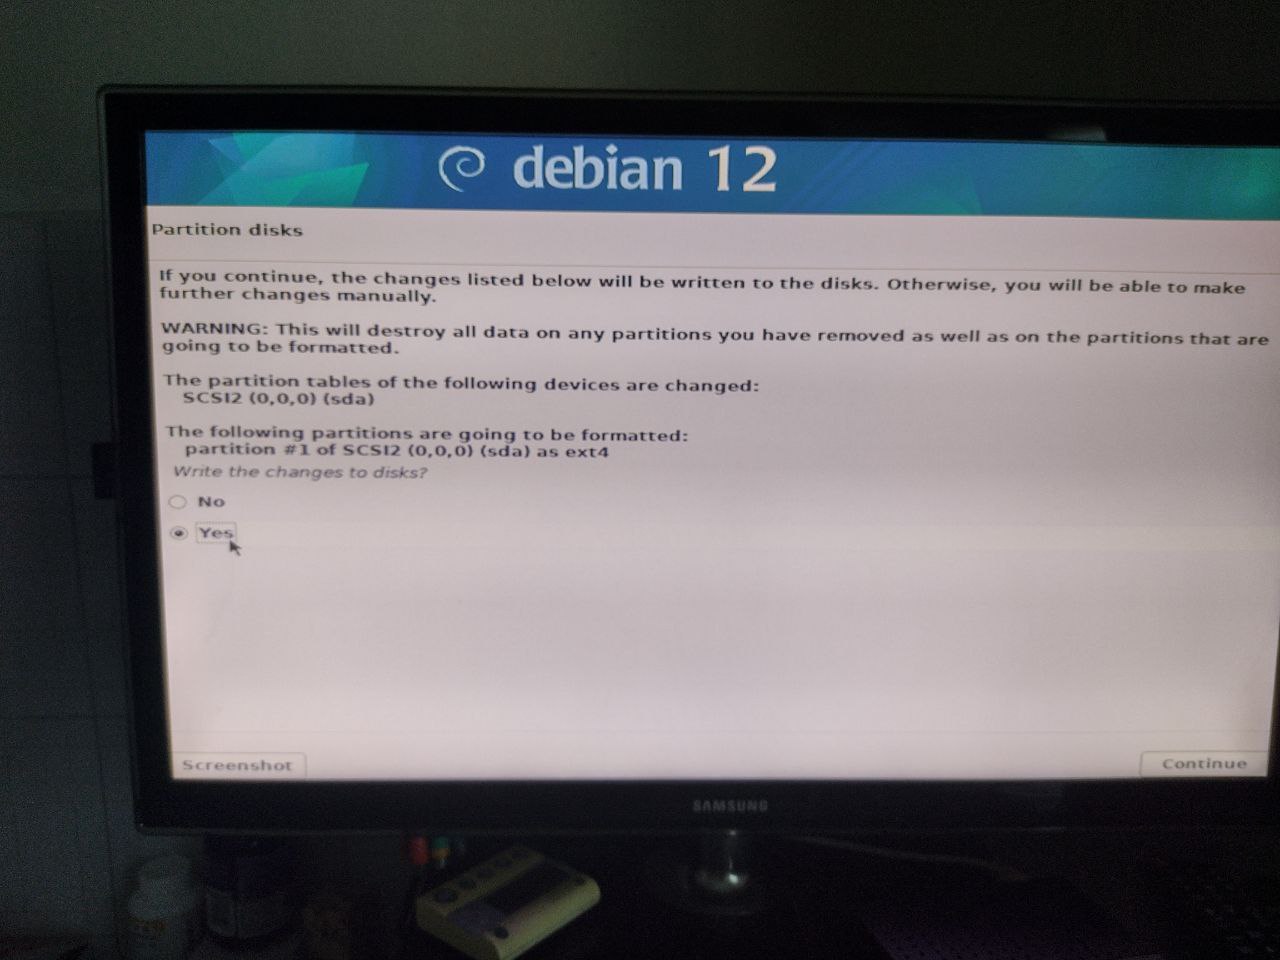 debian 12
Partition disks
If you continue, the changes listed below will be written to the disks. Otherwise, you will be able to make
further changes manually.
WARNING: This will destroy all data on any partitions you have removed as well as on the partitions that are
going to be formatted.
The partition tables of the following devices are changed:
SCSI2 (0,0,0) (sda)
The following partitions are going to be formatted:
partition #1 of SCSI2 (0,0,0) (sda) as ext4
Write the changes to disks?
No
Yes
Screenshot
Continue
SAMSUNG